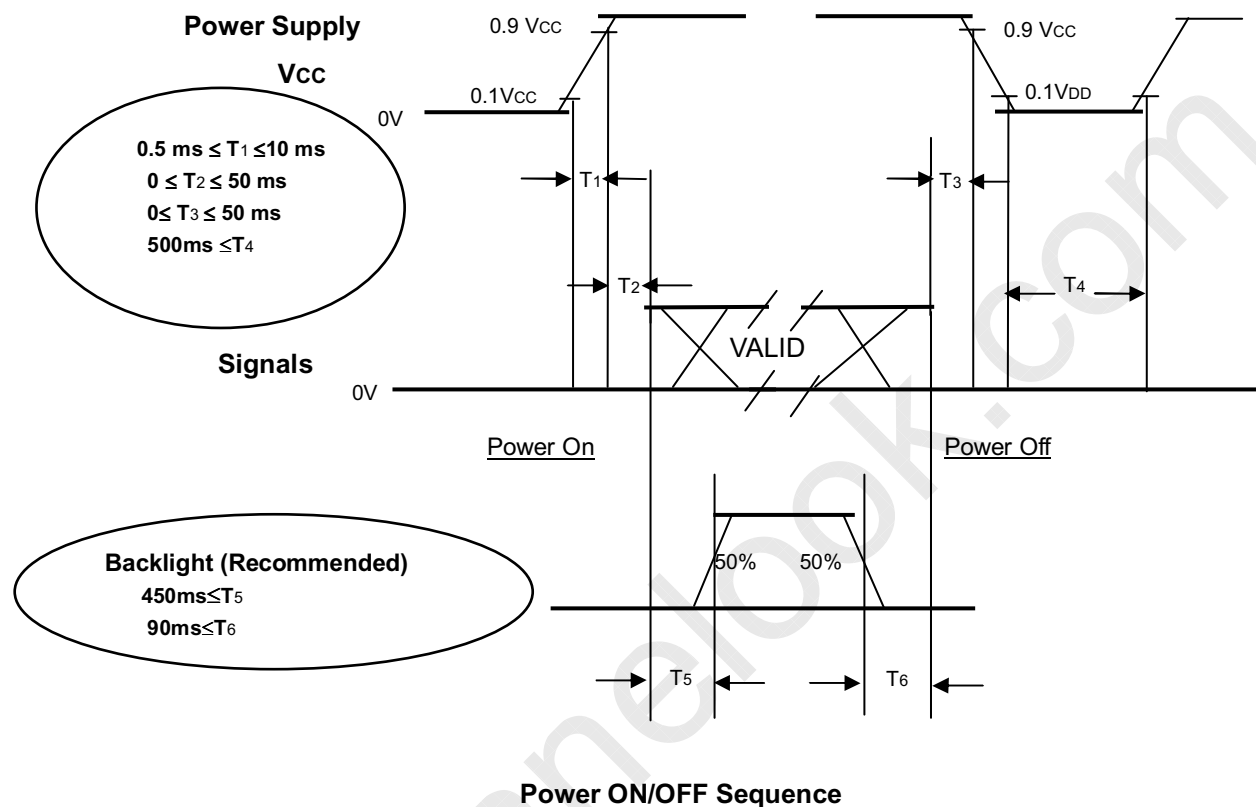 Power Supply
0.9 VCC
0.9 VCC
VCC
0.1VCC
0.1VDD
0V
0.5 ms ≤ T1 ≤10 ms
0 ≤ T2 ≤ 50 ms
0≤ T3 ≤ 50 ms
500ms ≤T4
T1
T3
T2
T4
VALID
Signals
0V
Power On
Power Off
Backlight (Recommended)
450ms≤T5
90ms≤T6
50%
50%
T5
T6
Power ON/OFF Sequence
nelook.com